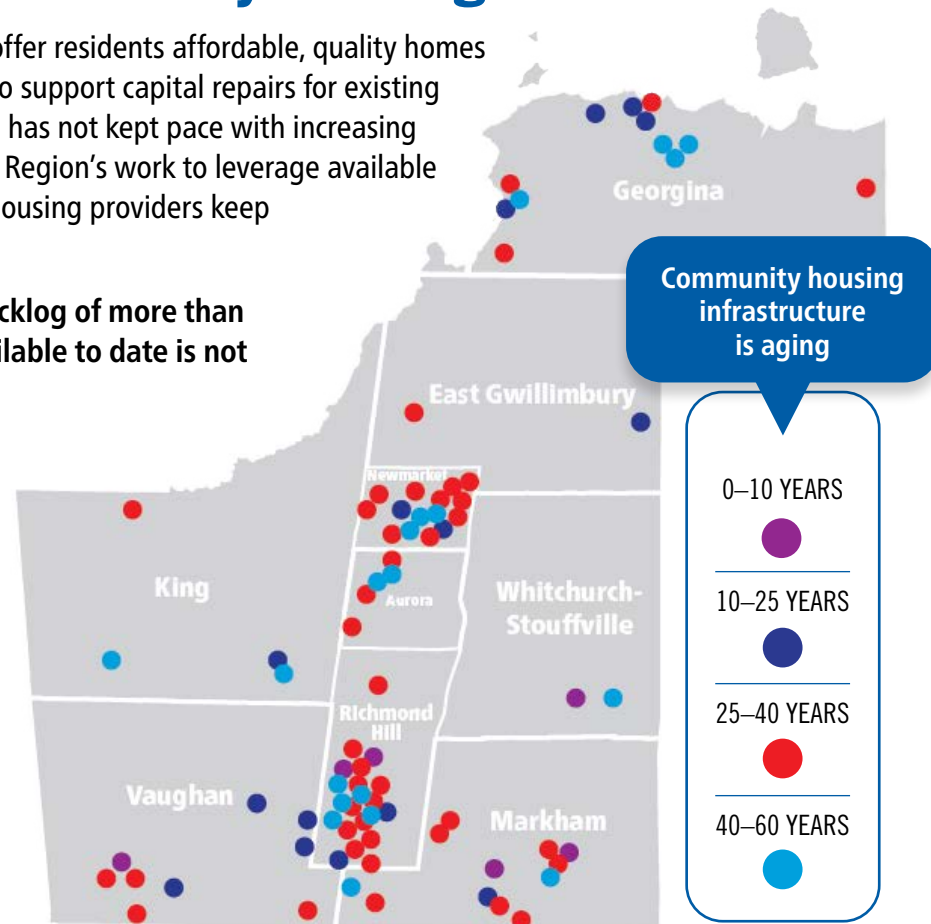 offer residents affordable, quality homes
o support capital repairs for existing
has not kept pace with increasing
Region's work to leverage available
ousing providers keep
cklog of more than
ilable to date is not
Georgina
Community housing
infrastructure
is aging
East Gwillimbury
Newmarket
0–10 YEARS
King
Aurora
Whitchurch-
Stouffville
10–25 YEARS
25–40 YEARS
Richmond
Hill
Vaughan
Markham
40–60 YEARS